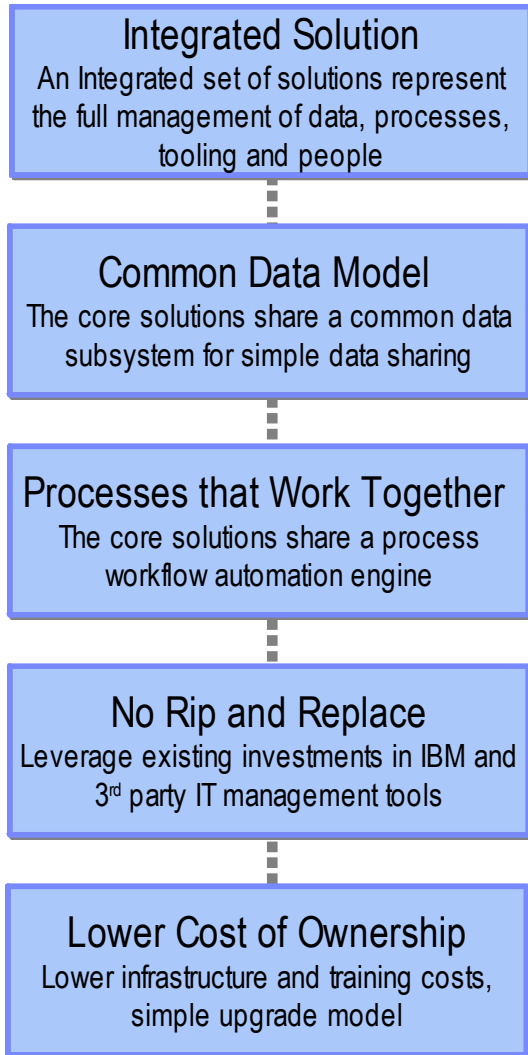 Integrated Solution
An Integrated set of solutions represent
the full management of data, processes,
tooling and people
Common Data Model
The core solutions share a common data
subsystem for simple data sharing
Processes that Work Together
The core solutions share a process
workflow automation engine
No Rip and Replace
Leverage existing investments in IBM and
3rd party IT management tools
Lower Cost of Ownership
Lower infrastructure and training costs,
simple upgrade model